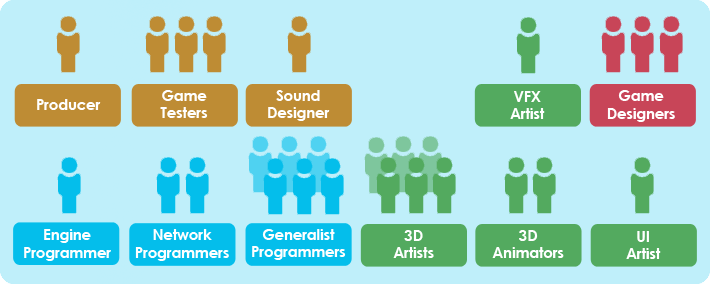 Producer
Game
Testers
Sound
Designer
VFX
Artist
Game
Designers
Engine
Programmer
Network
Programmers
Generalist
Programmers
3D
Artists
3D
Animators
UI
Artist